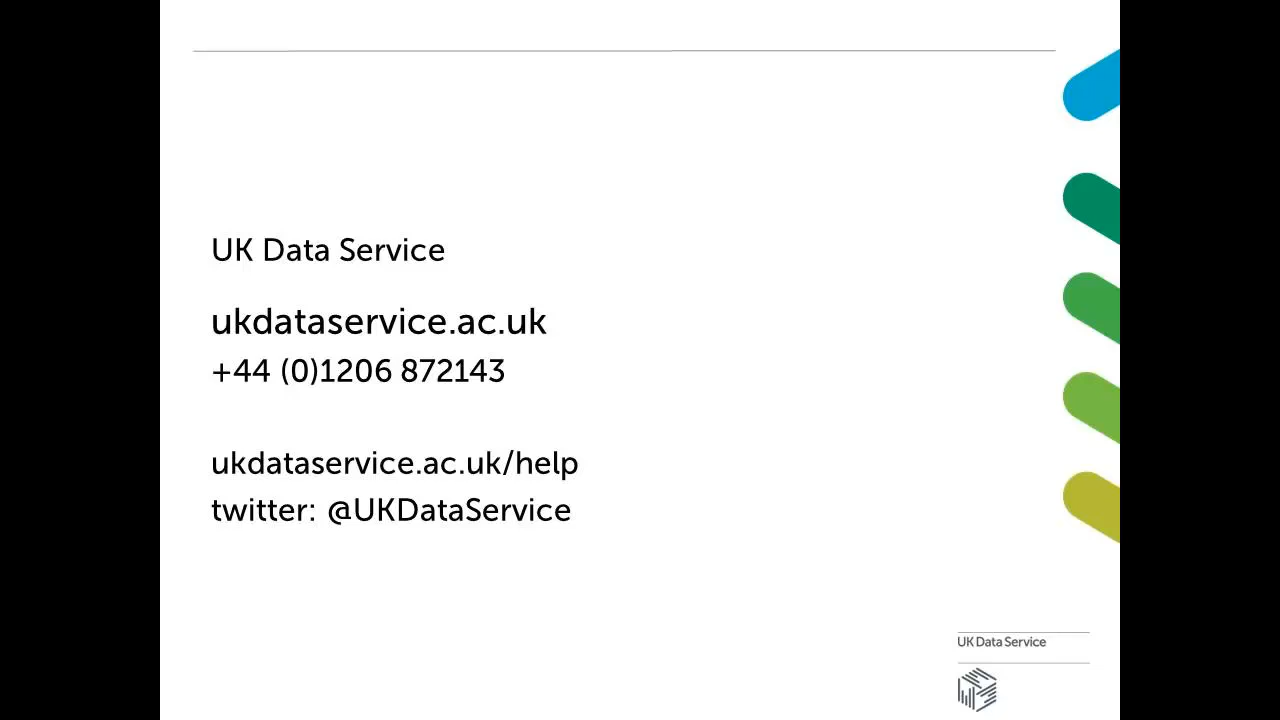 UK Data Service
ukdataservice.ac.uk
+44 (0)1206 872143
ukdataservice.ac.uk/help
twitter: @UKDataService
UK Data Service